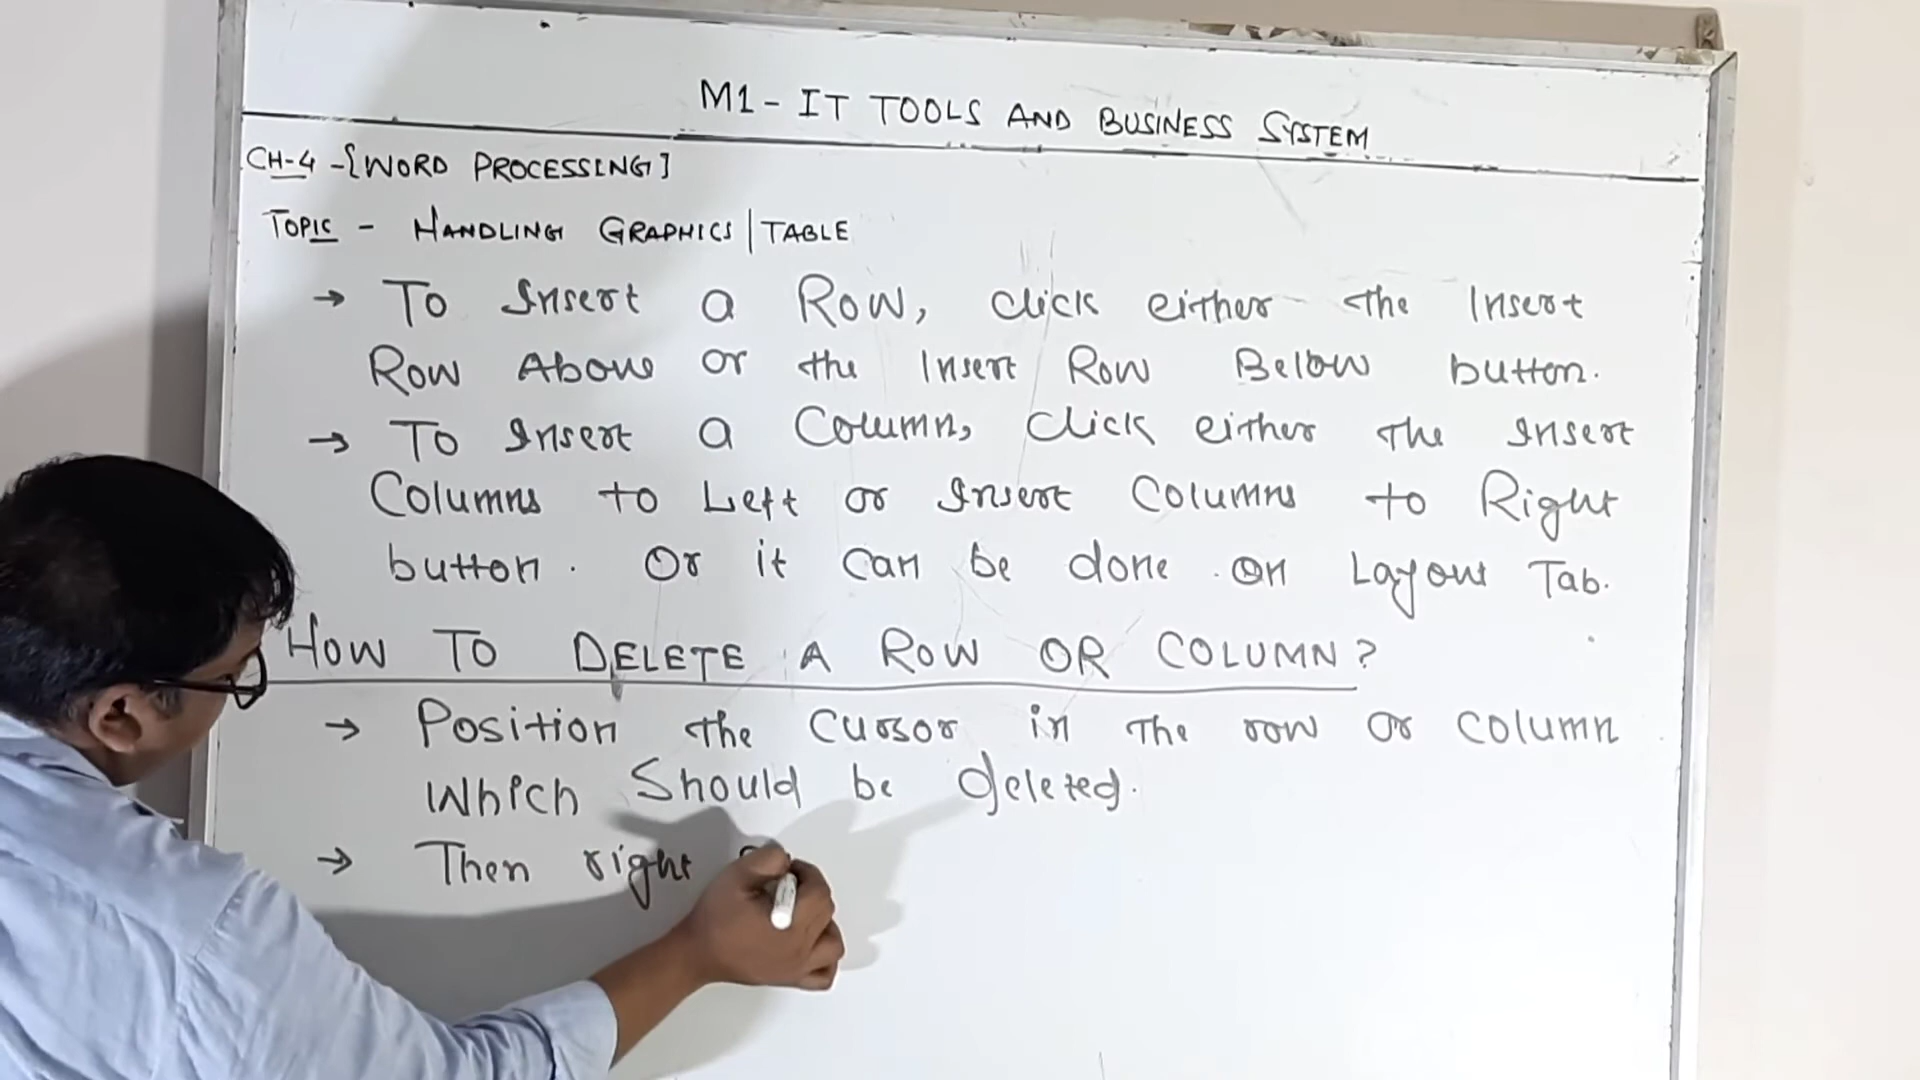 M1 - IT TOOLS AND BUSINESS SYSTEM
CH-4 - [WORD PROCESSING]
TOPIC - HANDLING GRAPHICS | TABLE
→ To Insert a Row, click either the Insert
Row Above or the Insert Row Below button.
→ To Insert a Column, Click either the Insert
Columns to Left or Insert Columns to Right
button. Or it can be done on Layout Tab.
HOW TO DELETE A ROW OR COLUMN?
→ Position the cursor in the row or column
Which Should be deleted.
→ Then right